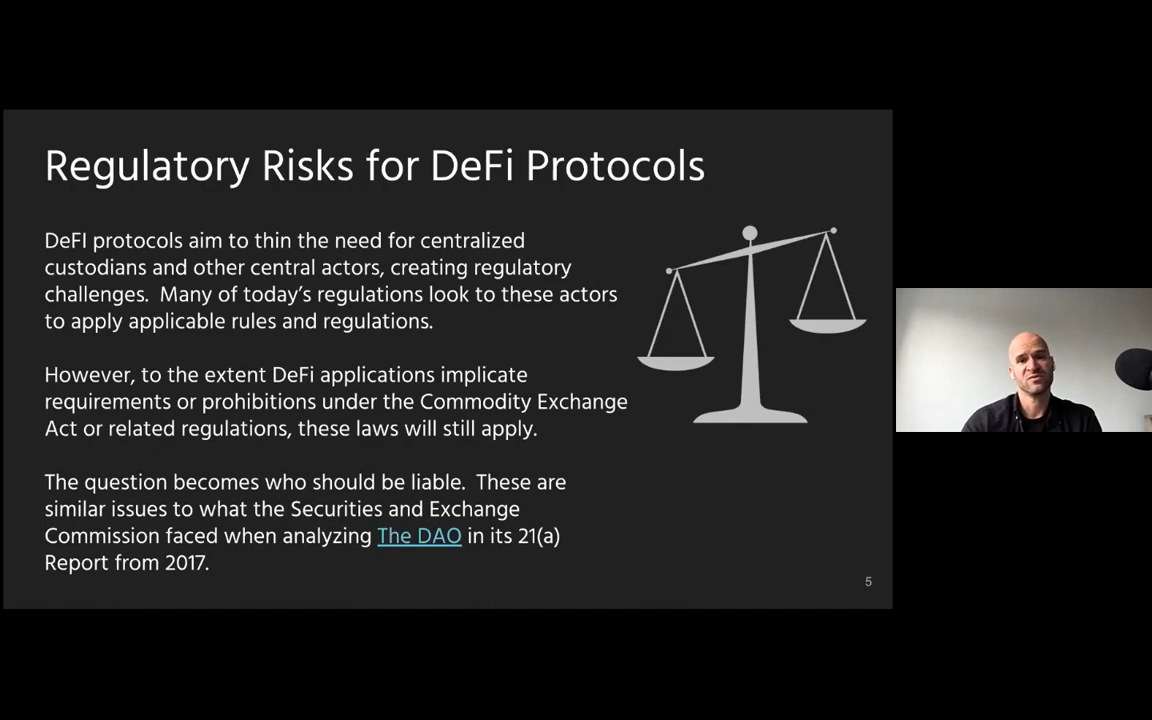 Regulatory Risks for DeFi Protocols
DeFI protocols aim to thin the need for centralized
custodians and other central actors, creating regulatory
challenges.  Many of today's regulations look to these actors
to apply applicable rules and regulations.
However, to the extent DeFi applications implicate
requirements or prohibitions under the Commodity Exchange
Act or related regulations, these laws will still apply.
The question becomes who should be liable.  These are
similar issues to what the Securities and Exchange
Commission faced when analyzing The DAO in its 21(a)
Report from 2017.
5